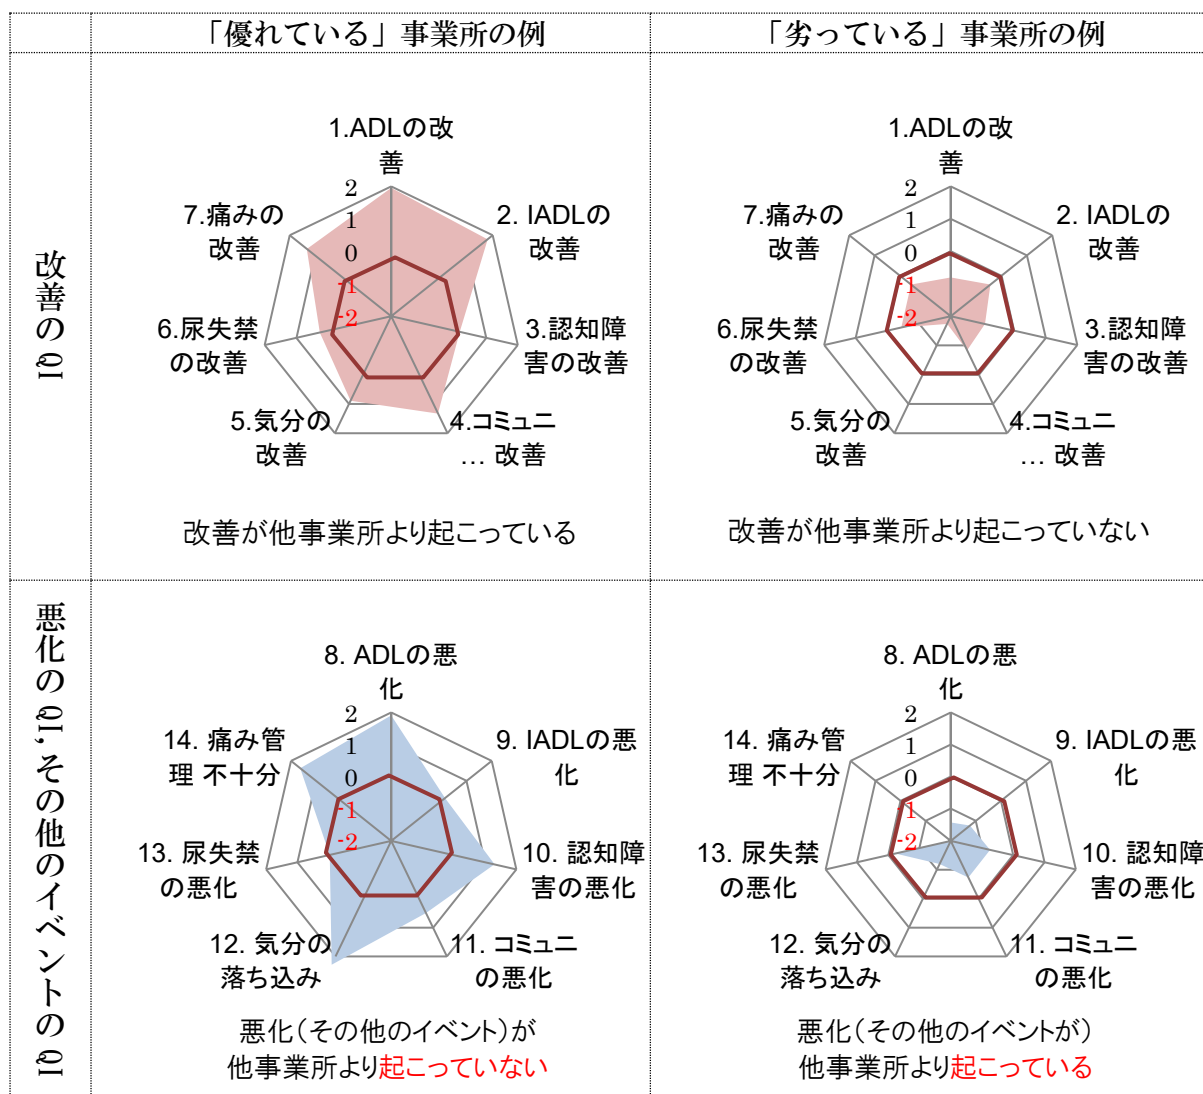 「優れている」事業所の例
「劣っている」事業所の例
改善のQI
1.ADLの改
善
2. IADLの
改善
3.認知障
害の改善
4.コミュニ
… 改善
5.気分の
改善
6.尿失禁
の改善
7.痛みの
改善
2
1
0
-1
-2
改善が他事業所より起こっている
1.ADLの改
善
2. IADLの
改善
3.認知障
害の改善
4.コミュニ
… 改善
5.気分の
改善
6.尿失禁
の改善
7.痛みの
改善
2
1
0
-1
-2
改善が他事業所より起こっていない
悪化のQI,その他のイベントのQI
8. ADLの悪
化
9. IADLの悪
化
10. 認知障
害の悪化
11. コミュニ
の悪化
12. 気分の
落ち込み
13. 尿失禁
の悪化
14. 痛み管
理 不十分
2
1
0
-1
-2
悪化(その他のイベント)が
他事業所より起こっていない
8. ADLの悪
化
9. IADLの悪
化
10. 認知障
害の悪化
11. コミュニ
の悪化
12. 気分の
落ち込み
13. 尿失禁
の悪化
14. 痛み管
理 不十分
2
1
0
-1
-2
悪化(その他のイベントが)
他事業所より起こっている